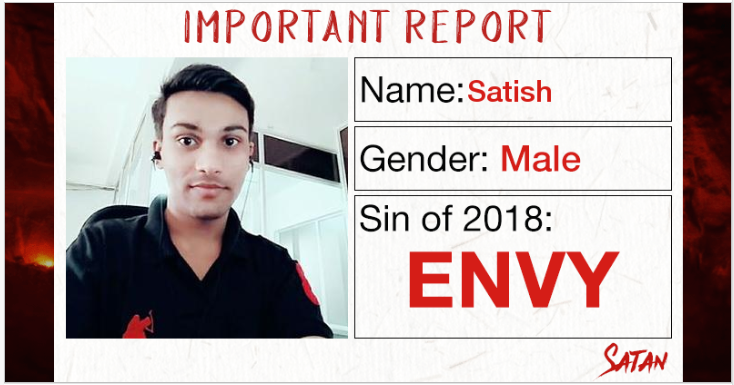 IMPORTANT REPORT
Name: Satish
Gender: Male
Sin of 2018:
ENVY
SATAN